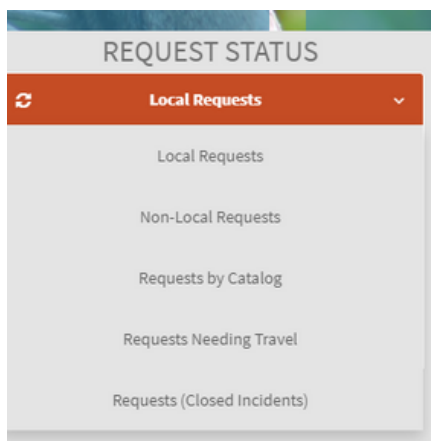 REQUEST STATUS
Local Requests
Local Requests
Non-Local Requests
Requests by Catalog
Requests Needing Travel
Requests (Closed Incidents)